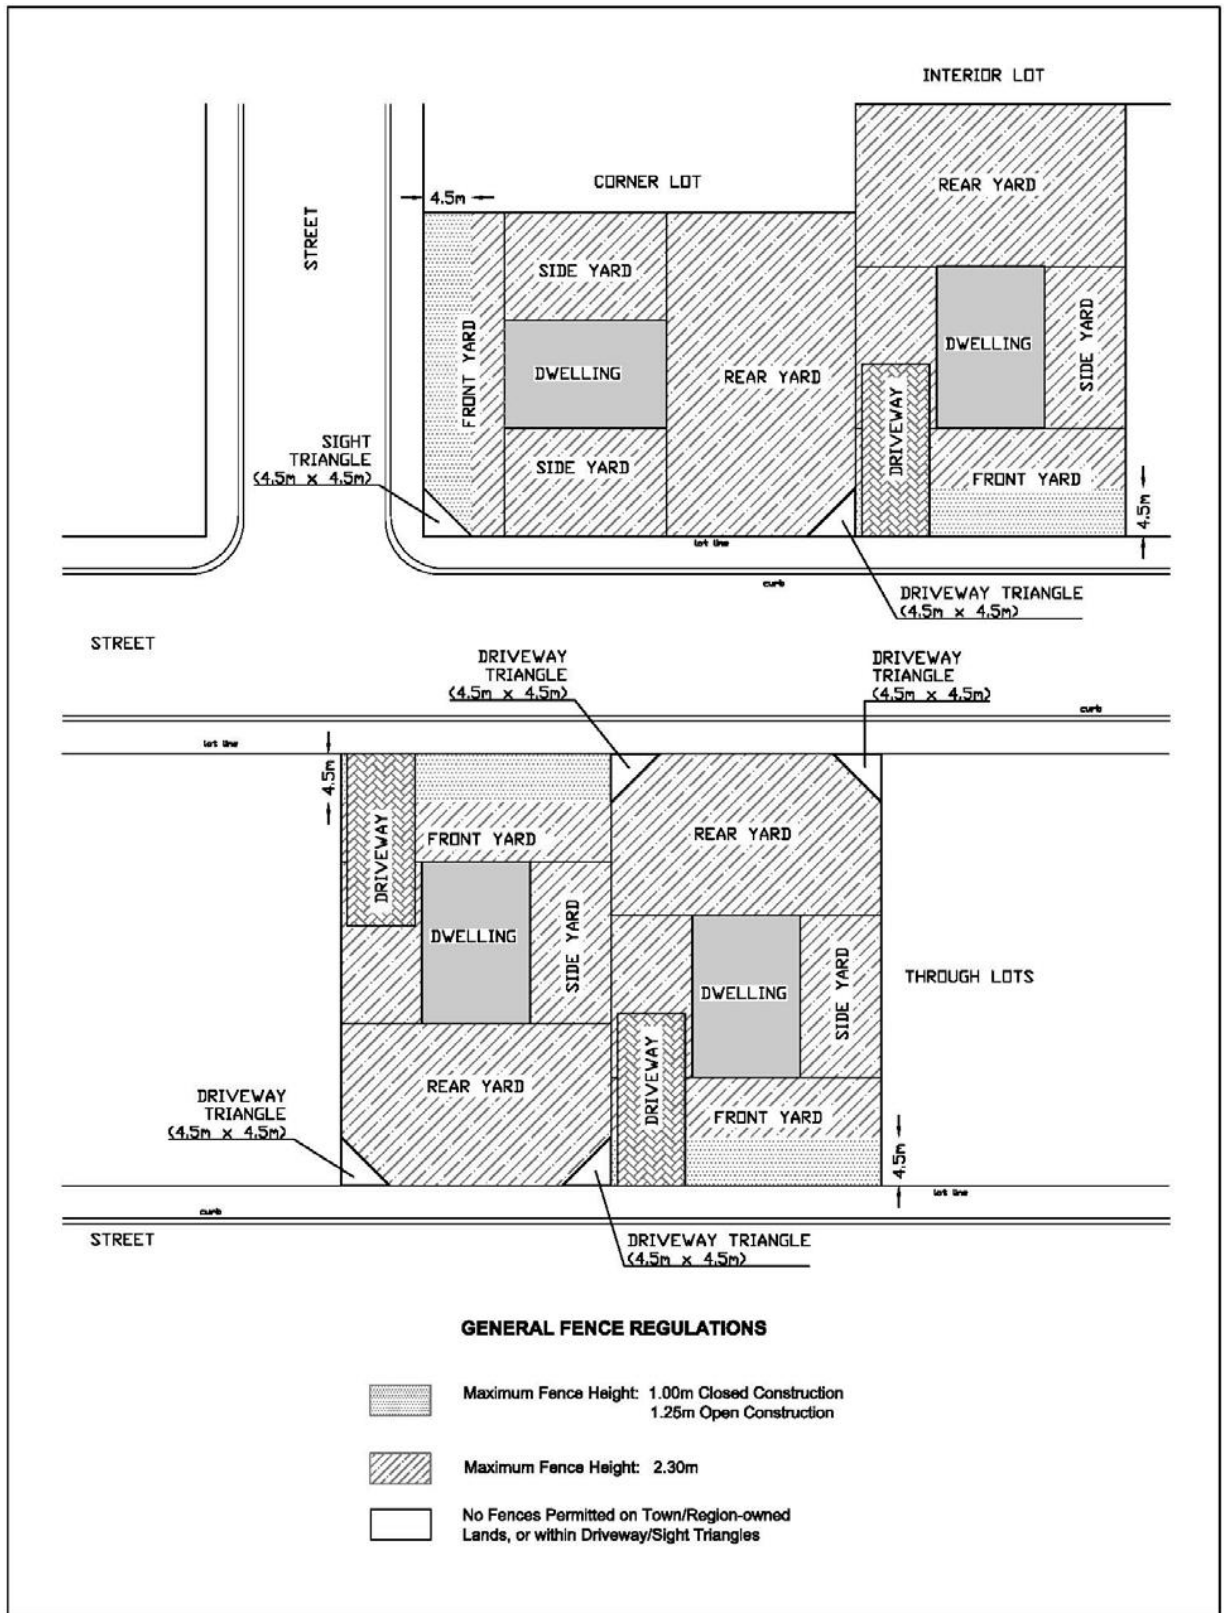 INTERIOR LOT
CORNER LOT
4.5m
STREET
REAR YARD
SIDE YARD
FRONT YARD
DWELLING
REAR YARD
SIDE YARD
DWELLING
SIDE YARD
DRIVEWAY
FRONT YARD
4.5m
SIGHT
TRIANGLE
(4.5m x 4.5m)
lot line
curb
DRIVEWAY TRIANGLE
(4.5m x 4.5m)
STREET
DRIVEWAY
TRIANGLE
(4.5m x 4.5m)
DRIVEWAY
TRIANGLE
(4.5m x 4.5m)
curb
lot line
4.5m
DRIVEWAY
FRONT YARD
REAR YARD
DWELLING
SIDE YARD
DWELLING
SIDE YARD
THROUGH LOTS
DRIVEWAY
REAR YARD
FRONT YARD
DRIVEWAY
TRIANGLE
(4.5m x 4.5m)
4.5m
lot line
curb
STREET
DRIVEWAY TRIANGLE
(4.5m x 4.5m)
GENERAL FENCE REGULATIONS
Maximum Fence Height: 1.00m Closed Construction
1.25m Open Construction
Maximum Fence Height: 2.30m
No Fences Permitted on Town/Region-owned
Lands, or within Driveway/Sight Triangles